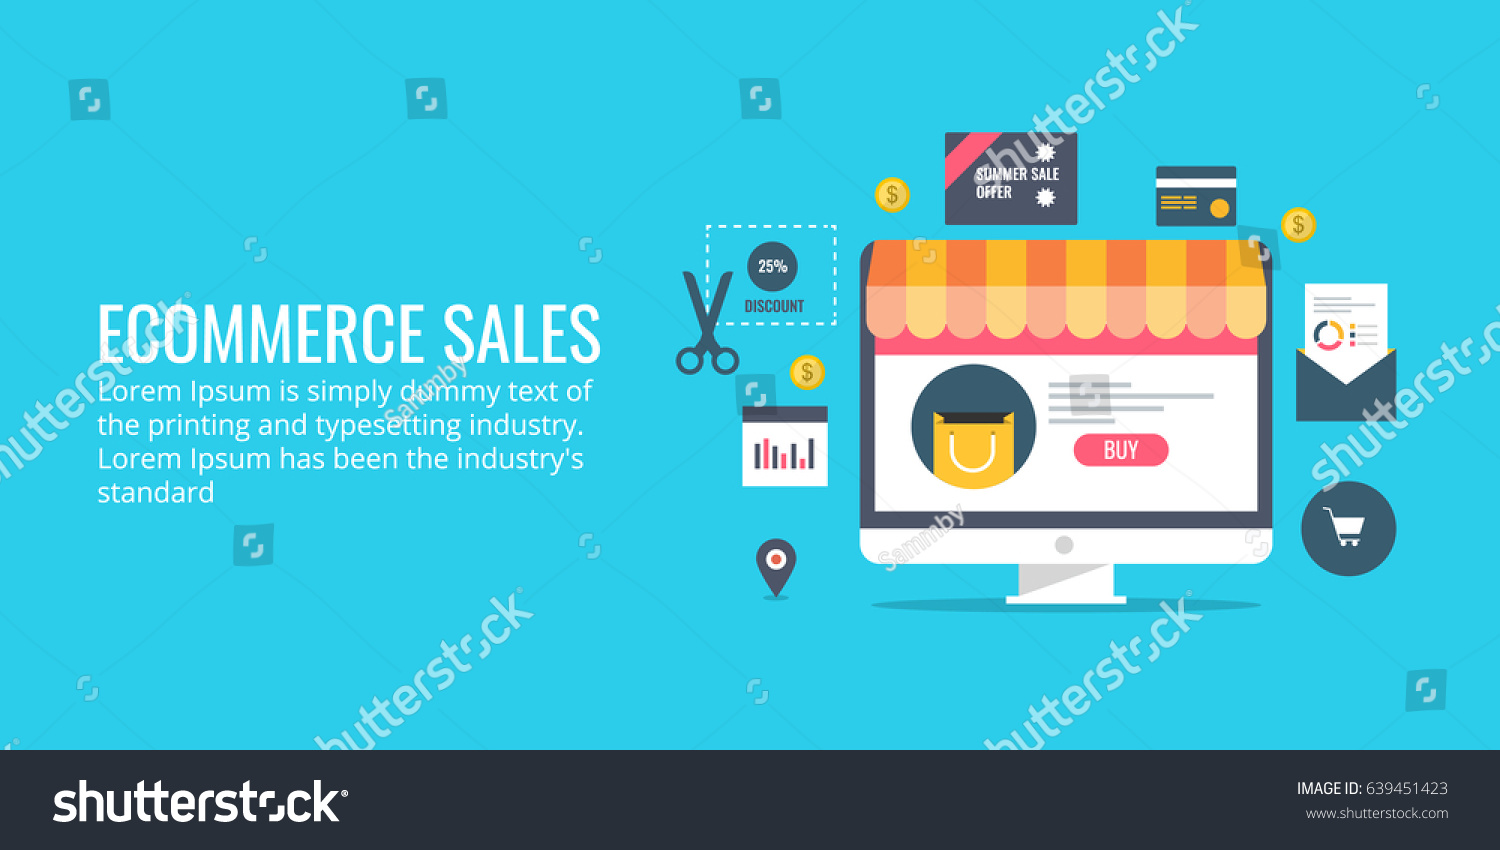 SUMMER SALE
OFFER
25%
DISCOUNT
ECOMMERCE SALES
Lorem Ipsum is simply dummy text of
the printing and typesetting industry.
Lorem Ipsum has been the industry's
standard
BUY
$
$
$
shutterstock
shutterstock
shutterstock
shutterstock
shutterstock
Sammby
Sammby
shutterstock®
IMAGE ID: 639451423
www.shutterstock.com